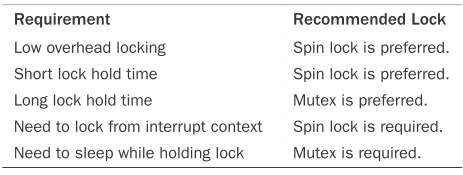 Requirement Recommended Lock
Low overhead locking Spin lock is preferred.
Short lock hold time Spin lock is preferred.
Long lock hold time Mutex is preferred.
Need to lock from interrupt context Spin lock is required.
Need to sleep while holding lock Mutex is required.